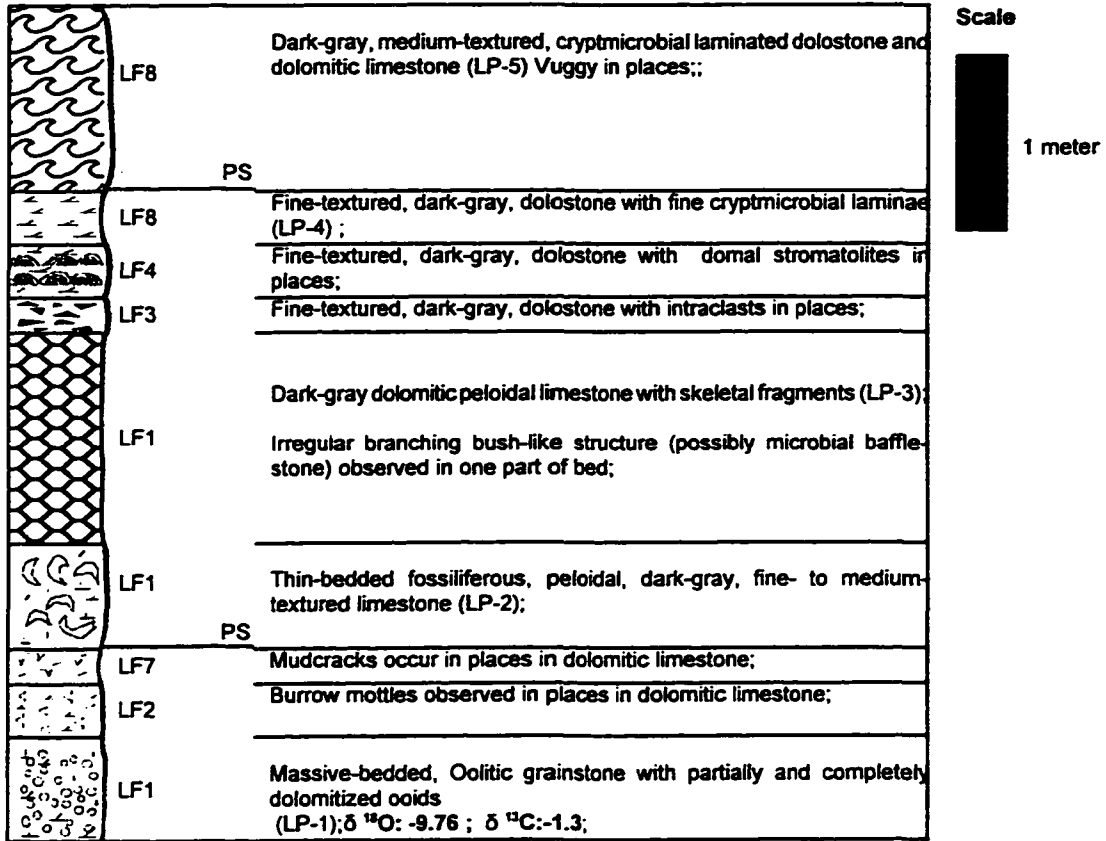 Scale
1 meter
LF8
Dark-gray, medium-textured, cryptmicrobial laminated dolostone and
dolomitic limestone (LP-5) Vuggy in places;;
PS
LF8
Fine-textured, dark-gray, dolostone with fine cryptmicrobial laminae
(LP-4) ;
LF4
Fine-textured, dark-gray, dolostone with domal stromatolites in
places;
LF3
Fine-textured, dark-gray, dolostone with intraclasts in places;
LF1
Dark-gray dolomitic peloidal limestone with skeletal fragments (LP-3);
Irregular branching bush-like structure (possibly microbial baffle-
stone) observed in one part of bed;
LF1
Thin-bedded fossiliferous, peloidal, dark-gray, fine- to medium-
textured limestone (LP-2);
PS
LF7
Mudcracks occur in places in dolomitic limestone;
LF2
Burrow mottles observed in places in dolomitic limestone;
LF1
Massive-bedded, Oolitic grainstone with partially and completely
dolomitized ooids
(LP-1);δ ¹⁸O: -9.76 ; δ ¹³C:-1.3;